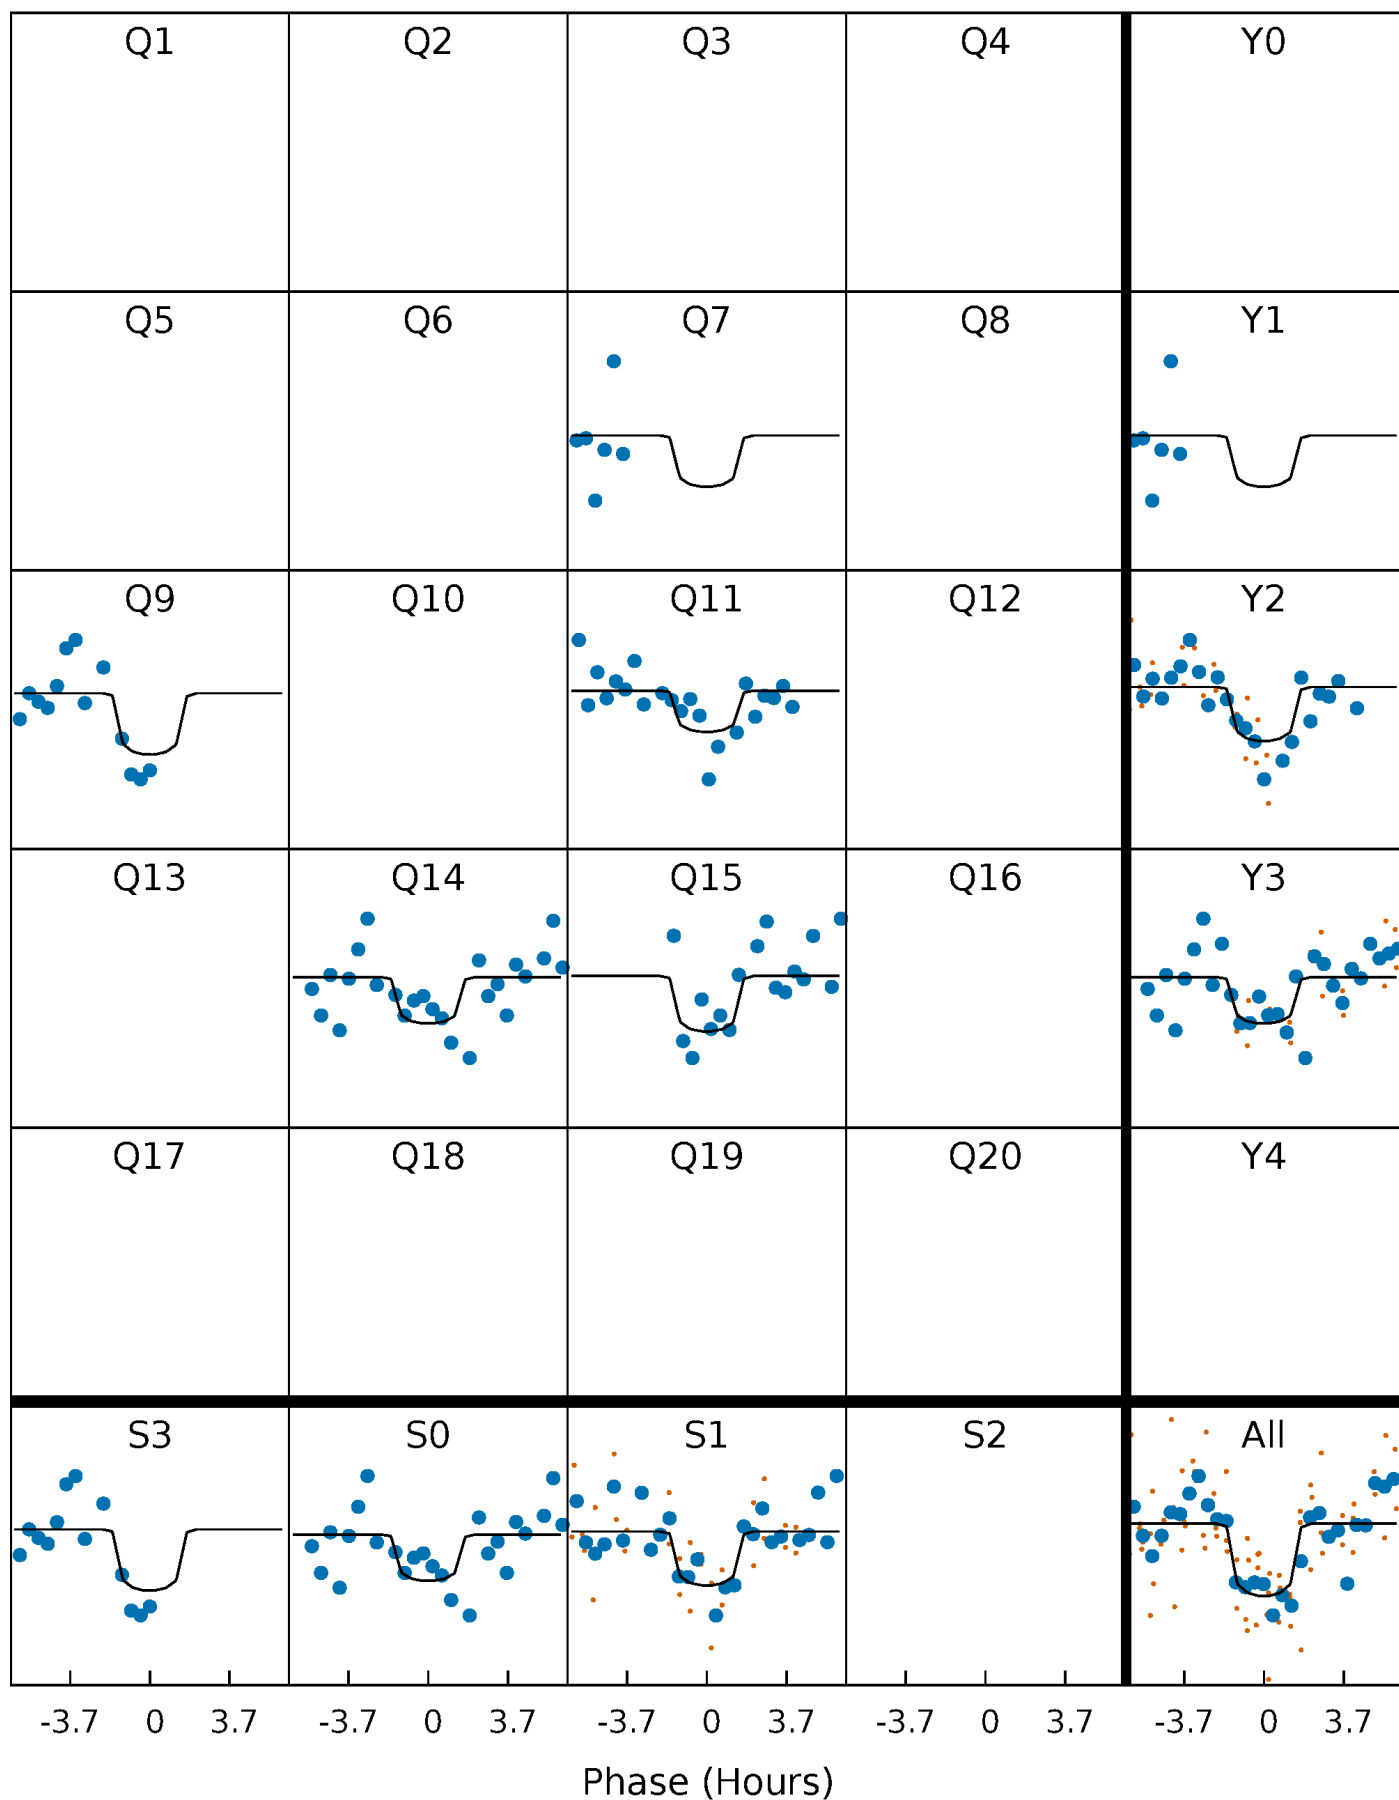 Q1 Q2 Q3 Q4 Y0
Q5 Q6 Q7 Q8 Y1
Q9 Q10 Q11 Q12 Y2
Q13 Q14 Q15 Q16 Y3
Q17 Q18 Q19 Q20 Y4
S3 S0 S1 S2 All
-3.7 0 3.7 -3.7 0 3.7 -3.7 0 3.7 -3.7 0 3.7 -3.7 0 3.7
Phase (Hours)